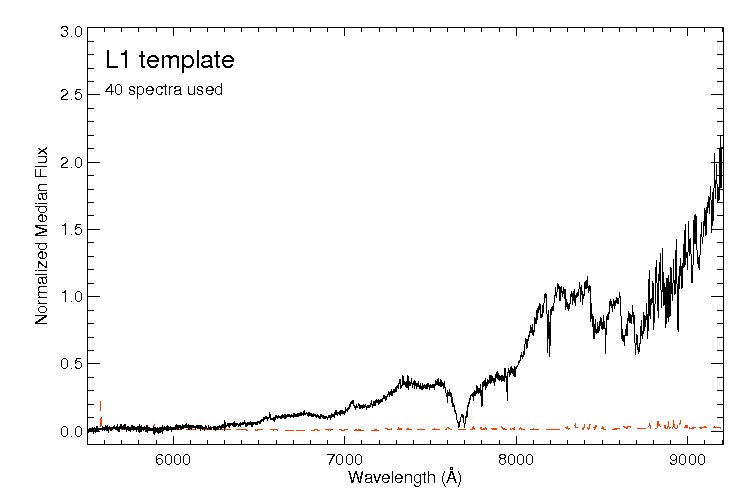 L1 template
40 spectra used
3.0
2.5
2.0
1.5
1.0
0.5
0.0
Normalized Median Flux
6000 7000 8000 9000
Wavelength (Å)